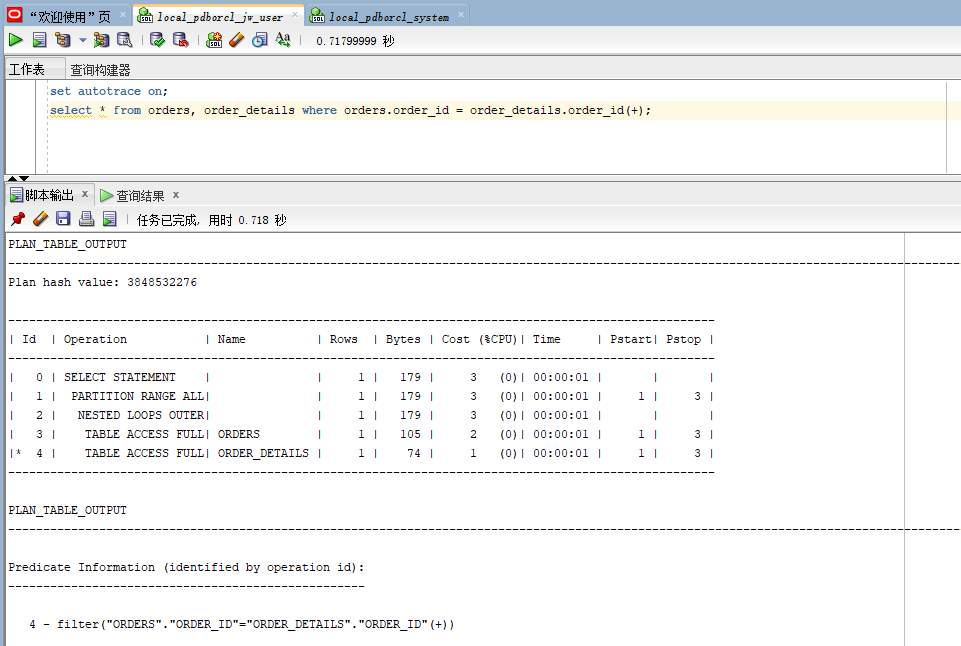 “欢迎使用”页 × local_pdborcl_jw_user × local_pdborcl_system ×
SQL 0.71799999 秒
工作表 查询构建器
set autotrace on;
select * from orders, order_details where orders.order_id = order_details.order_id(+);
脚本输出 × 查询结果 ×
任务已完成, 用时 0.718 秒
PLAN_TABLE_OUTPUT
--------------------------------------------------------------------------------
Plan hash value: 3848532276
-----------------------------------------------------------------------------------------------------
| Id  | Operation           | Name          | Rows  | Bytes | Cost (%CPU)| Time     | Pstart| Pstop |
-----------------------------------------------------------------------------------------------------
|   0 | SELECT STATEMENT    |               |     1 |   179 |     3   (0)| 00:00:01 |       |       |
|   1 |  PARTITION RANGE ALL|               |     1 |   179 |     3   (0)| 00:00:01 |     1 |     3 |
|   2 |   NESTED LOOPS OUTER|               |     1 |   179 |     3   (0)| 00:00:01 |       |       |
|   3 |    TABLE ACCESS FULL| ORDERS        |     1 |   105 |     2   (0)| 00:00:01 |     1 |     3 |
|*  4 |    TABLE ACCESS FULL| ORDER_DETAILS |     1 |    74 |     1   (0)| 00:00:01 |     1 |     3 |
-----------------------------------------------------------------------------------------------------
PLAN_TABLE_OUTPUT
--------------------------------------------------------------------------------
Predicate Information (identified by operation id):
---------------------------------------------------
4 - filter("ORDERS"."ORDER_ID"="ORDER_DETAILS"."ORDER_ID"(+))